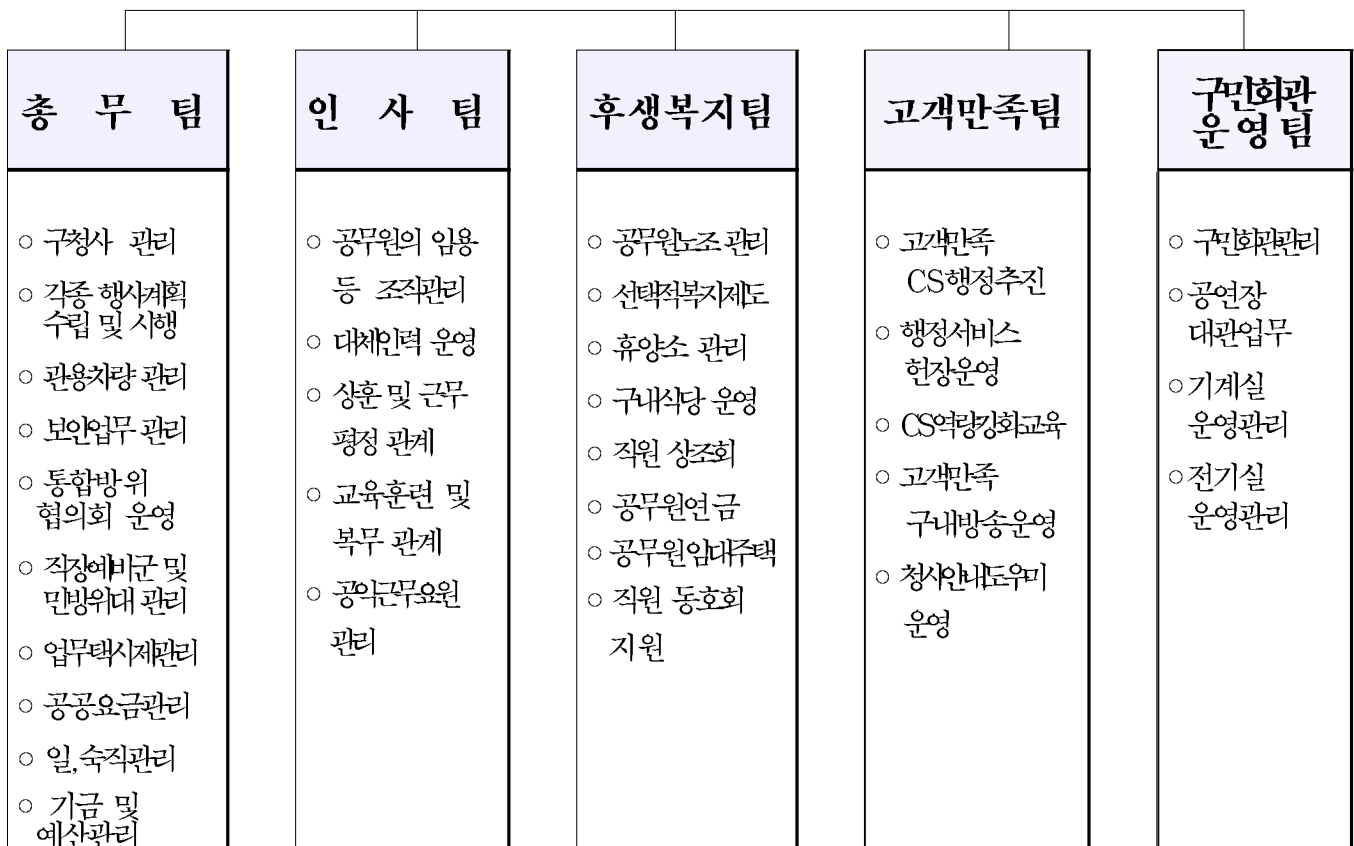 총 무 팀
○ 구청사 관리
○ 각종 행사계획
수립 및 시행
○ 관용차량 관리
○ 보안업무 관리
○ 통합방위
협의회 운영
○ 직장예비군 및
민방위대 관리
○ 업무택시제관리
○ 공공요금관리
○ 일,숙직관리
○ 기금 및
예산관리
인 사 팀
○ 공무원의 임용
등 조직관리
○ 대체인력 운영
○ 상훈 및 근무
평정 관계
○ 교육훈련 및
복무 관계
○ 공익근무요원
관리
후생복지팀
○ 공무원노조 관리
○ 선택적복지제도
○ 휴양소 관리
○ 구내식당 운영
○ 직원 상조회
○ 공무원연금
○ 공무원임대주택
○ 직원 동호회
지원
고객만족팀
○ 고객만족
CS행정추진
○ 행정서비스
헌장운영
○ CS역량강화교육
○ 고객만족
구내방송운영
○ 청사안내도우미
운영
구민회관
운영팀
○ 구민회관관리
○ 공연장
대관업무
○ 기계실
운영관리
○ 전기실
운영관리